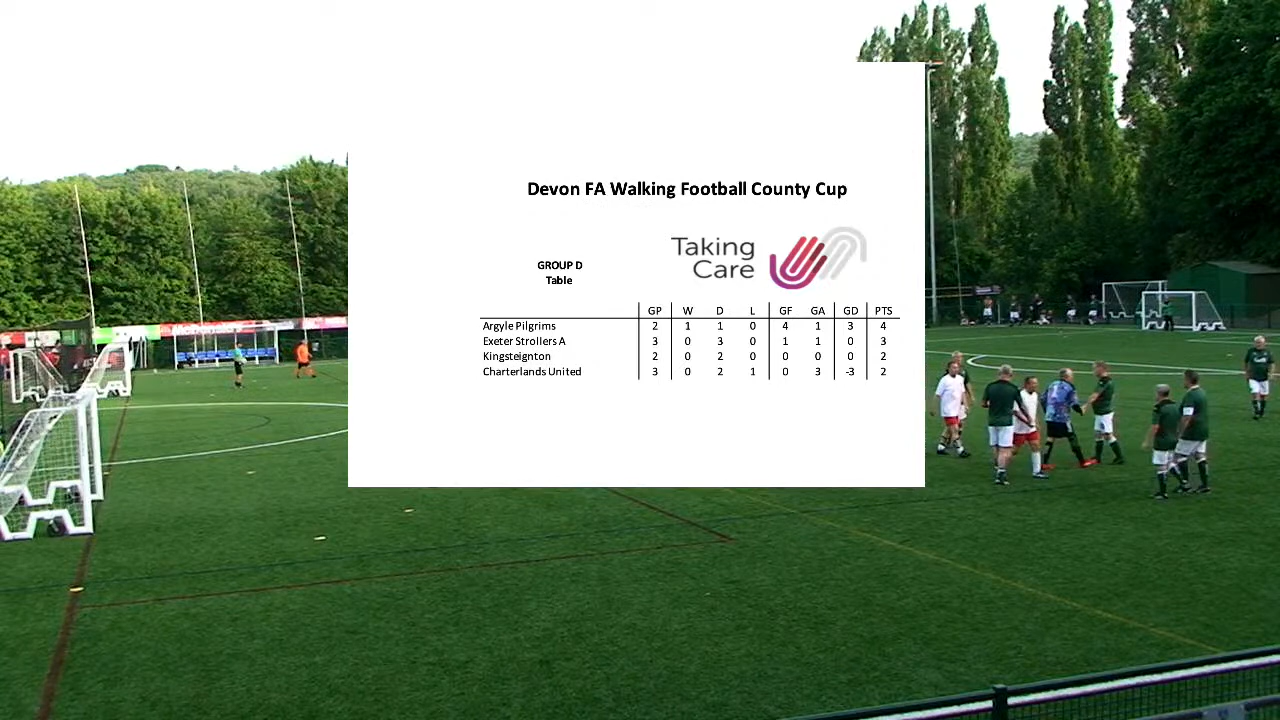 Devon FA Walking Football County Cup
Taking
Care
GROUP D
Table
GP W D L GF GA GD PTS
Argyle Pilgrims 2 1 1 0 4 1 3 4
Exeter Strollers A 3 0 3 0 1 1 0 3
Kingsteignton 2 0 2 0 0 0 0 2
Charterlands United 3 0 2 1 0 3 -3 2